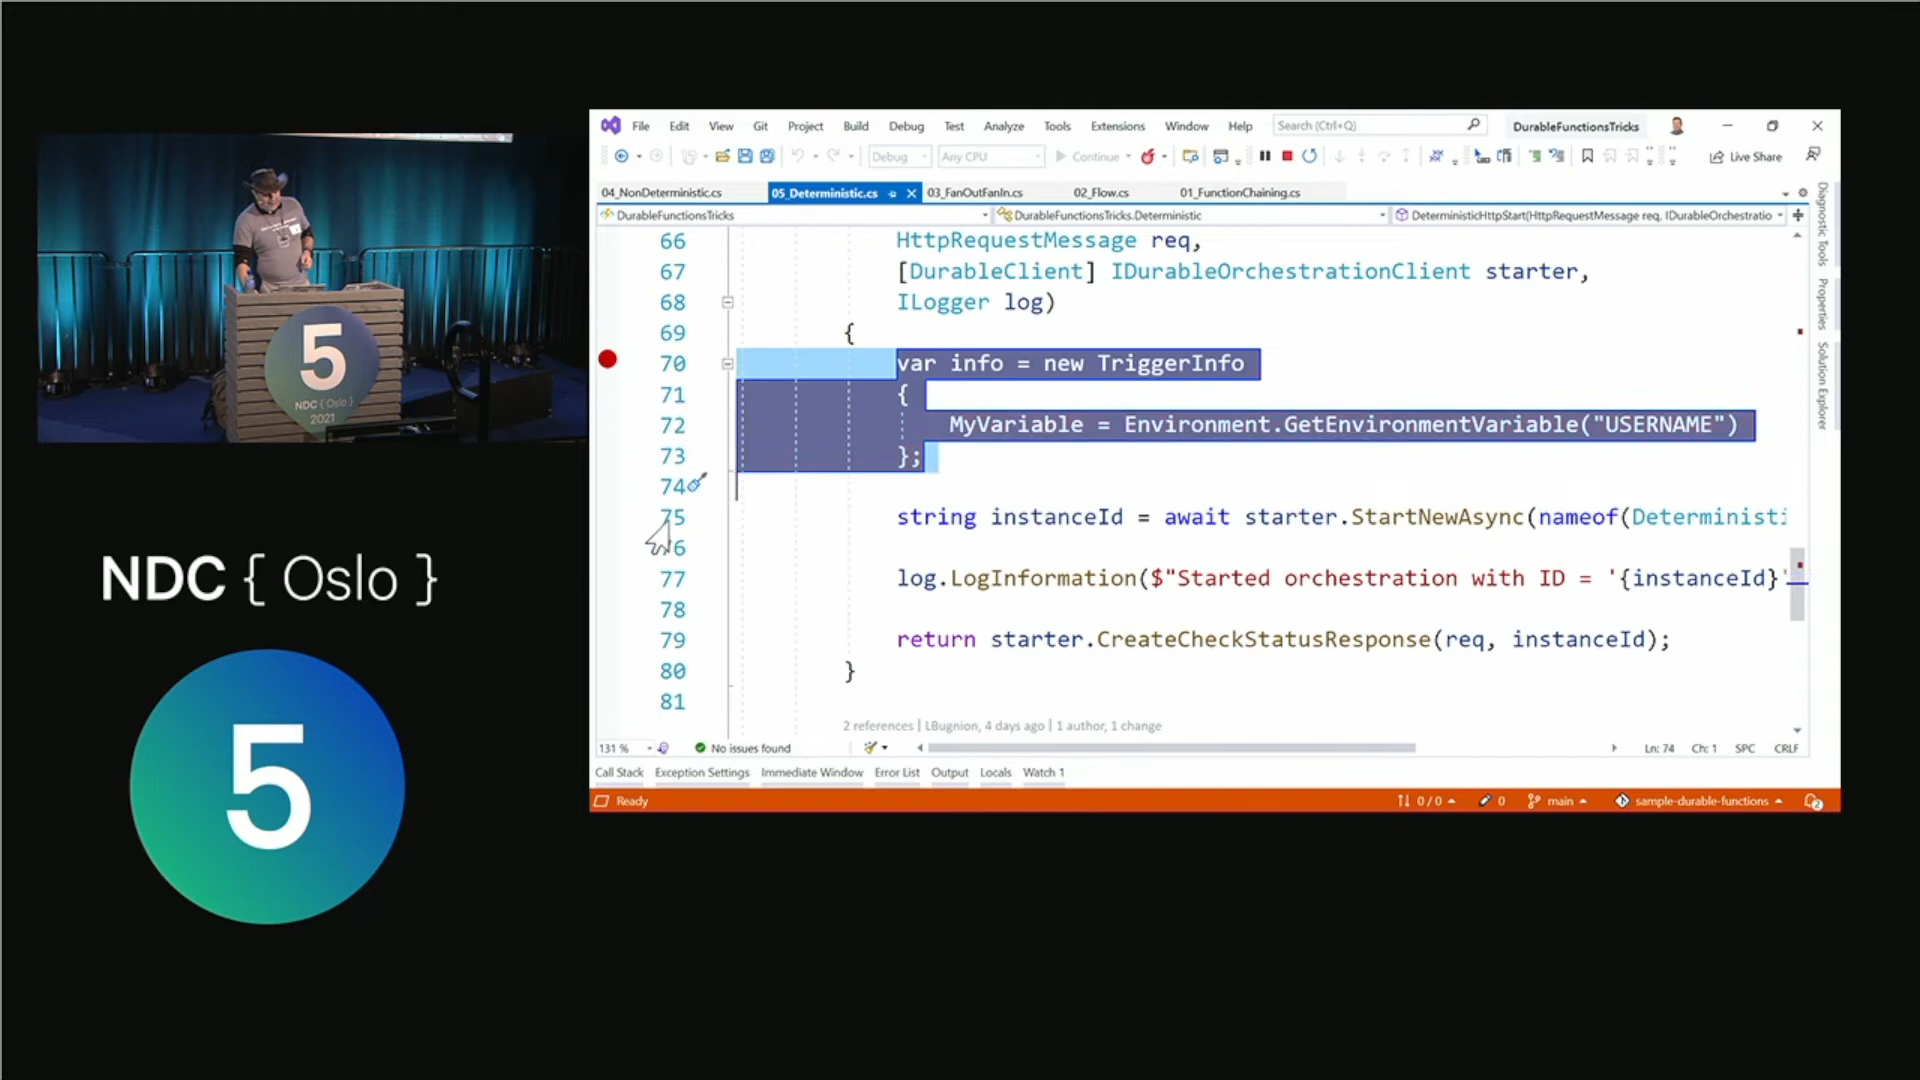 File Edit View Git Project Build Debug Test Analyze Tools Extensions Window Help Search (Ctrl+Q) DurableFunctionsTricks
Debug Any CPU Continue Live Share
04_NonDeterministic.cs 05_Deterministic.cs 03_FanOutFanIn.cs 02_Flow.cs 01_FunctionChaining.cs
DurableFunctionsTricks DurableFunctionsTricks.Deterministic DeterministicHttpStart(HttpRequestMessage req, IDurableOrchestratio
66 HttpRequestMessage req,
67 [DurableClient] IDurableOrchestrationClient starter,
68 ILogger log)
69 {
70 var info = new TriggerInfo
71 {
72 MyVariable = Environment.GetEnvironmentVariable("USERNAME")
73 };
74
75 string instanceId = await starter.StartNewAsync(nameof(Deterministi
76
77 log.LogInformation($"Started orchestration with ID = '{instanceId}'
78
79 return starter.CreateCheckStatusResponse(req, instanceId);
80 }
81
2 references | LBugnion, 4 days ago | 1 author, 1 change
131 % No issues found Ln: 74 Ch: 1 SPC CRLF
Call Stack Exception Settings Immediate Window Error List Output Locals Watch 1
Ready 0 / 0 0 main sample-durable-functions 2
Diagnostic Tools
Properties
Solution Explorer
5
NDC { Oslo }
2021
NDC { Oslo }
5